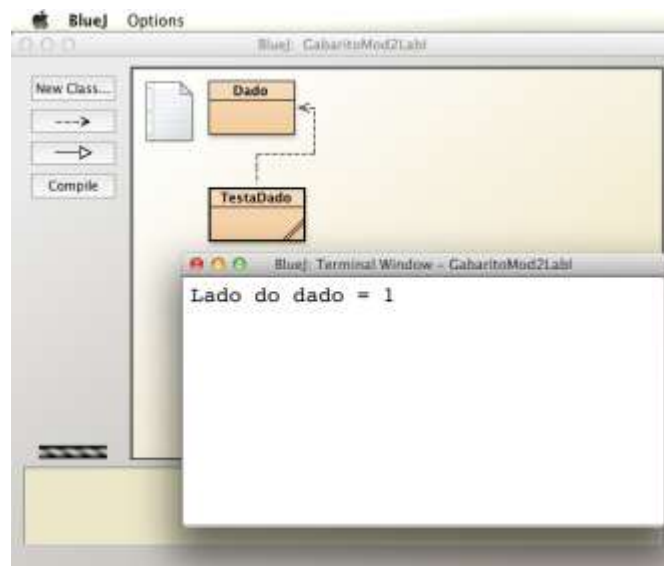 BlueJ Options
BlueJ: GabaritoMod2Lab1
New Class...
Compile
Dado
TestaDado
BlueJ: Terminal Window - GabaritoMod2Lab1
Lado do dado = 1